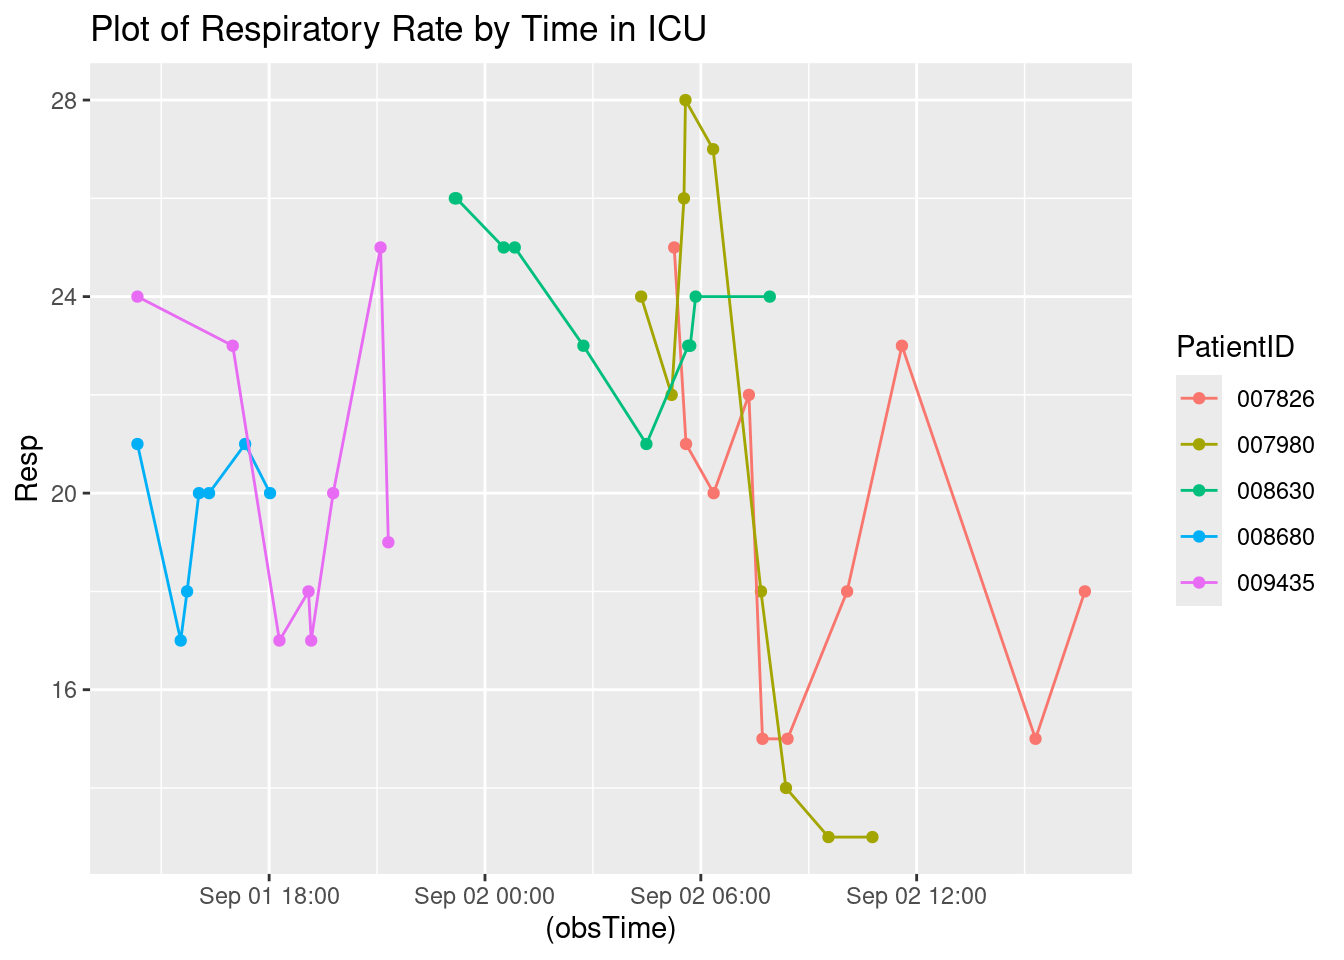 Plot of Respiratory Rate by Time in ICU
28
24
20
16
Resp
Sep 01 18:00
Sep 02 00:00
Sep 02 06:00
Sep 02 12:00
(obsTime)
PatientID
007826
007980
008630
008680
009435